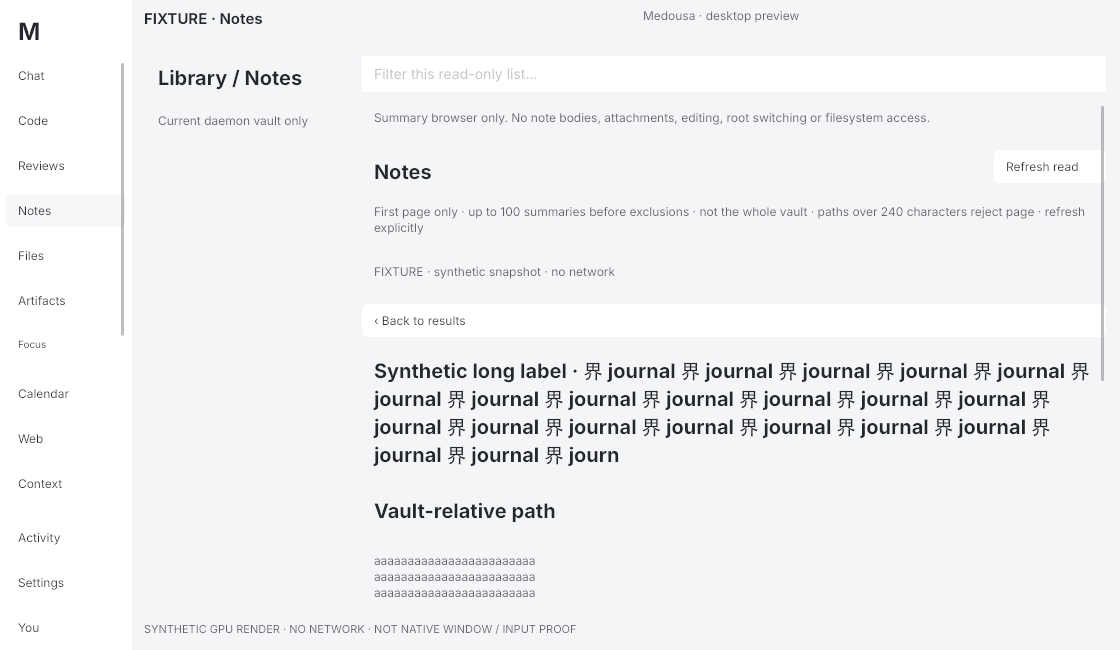 M
Chat
Code
Reviews
Notes
Files
Artifacts
Focus
Calendar
Web
Context
Activity
Settings
You
FIXTURE · Notes
Medousa · desktop preview
Library / Notes
Current daemon vault only
Filter this read-only list...
Summary browser only. No note bodies, attachments, editing, root switching or filesystem access.
Notes
Refresh read
First page only · up to 100 summaries before exclusions · not the whole vault · paths over 240 characters reject page · refresh
explicitly
FIXTURE · synthetic snapshot · no network
‹ Back to results
Synthetic long label · 界 journal 界 journal 界 journal 界 journal 界 journal 界
journal 界 journal 界 journal 界 journal 界 journal 界 journal 界 journal 界
journal 界 journal 界 journal 界 journal 界 journal 界 journal 界 journal 界
journal 界 journal 界 journ
Vault-relative path
aaaaaaaaaaaaaaaaaaaaaaaa
aaaaaaaaaaaaaaaaaaaaaaaa
aaaaaaaaaaaaaaaaaaaaaaaa
SYNTHETIC GPU RENDER · NO NETWORK · NOT NATIVE WINDOW / INPUT PROOF